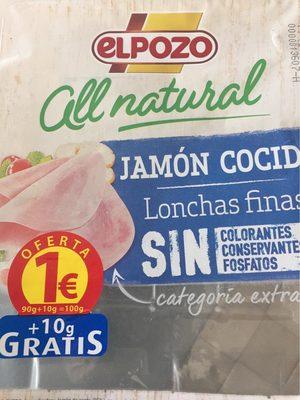 ELPOZO
All natural
JAMÓN COCID
Lonchas finas
SIN
COLORANTES
CONSERVANTE
FOSFATOS
categoría extra
OFERTA
1€
90g+10g=100g
+10g
GRATIS